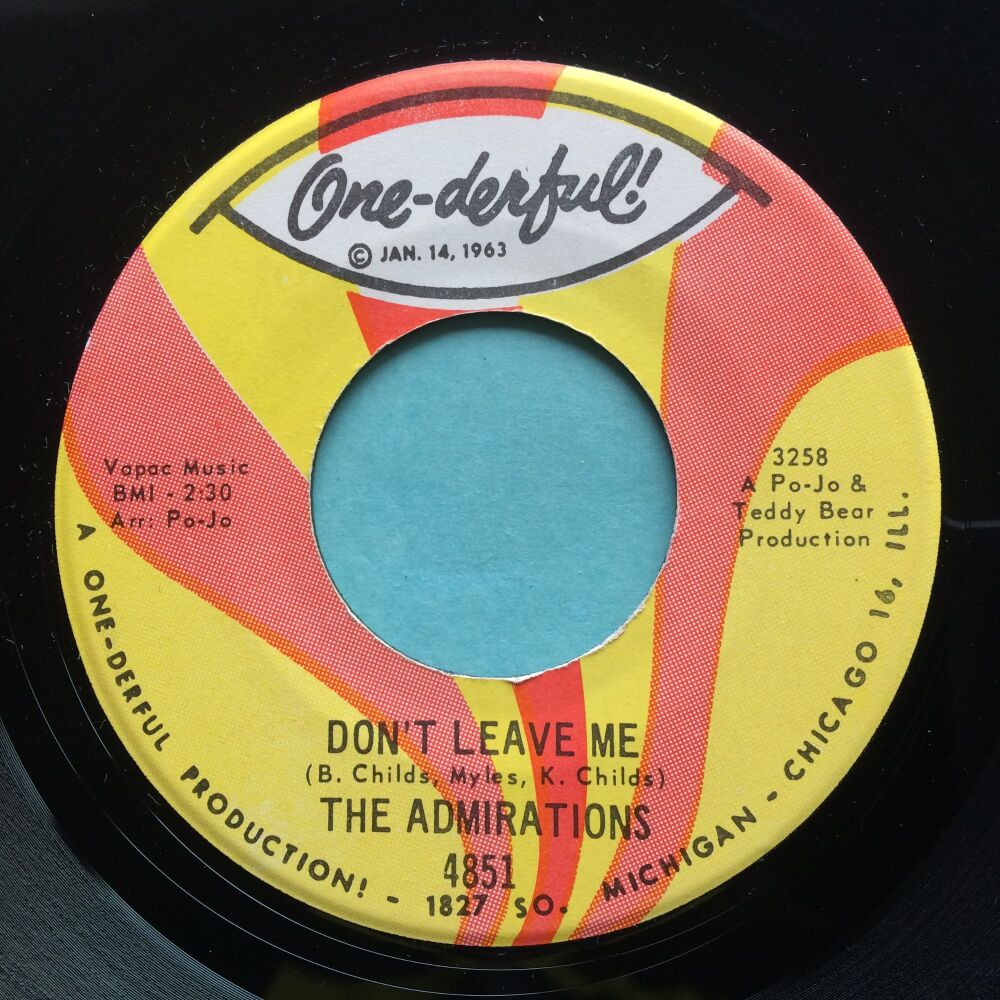 One-derful!
© JAN. 14, 1963
Vapac Music
BMI - 2:30
Arr: Po-Jo
3258
A Po-Jo &
Teddy Bear
Production
DON'T LEAVE ME
(B. Childs, Myles, K. Childs)
THE ADMIRATIONS
4851
A ONE-DERFUL PRODUCTION! - 1827 SO. MICHIGAN - CHICAGO 16, ILL.